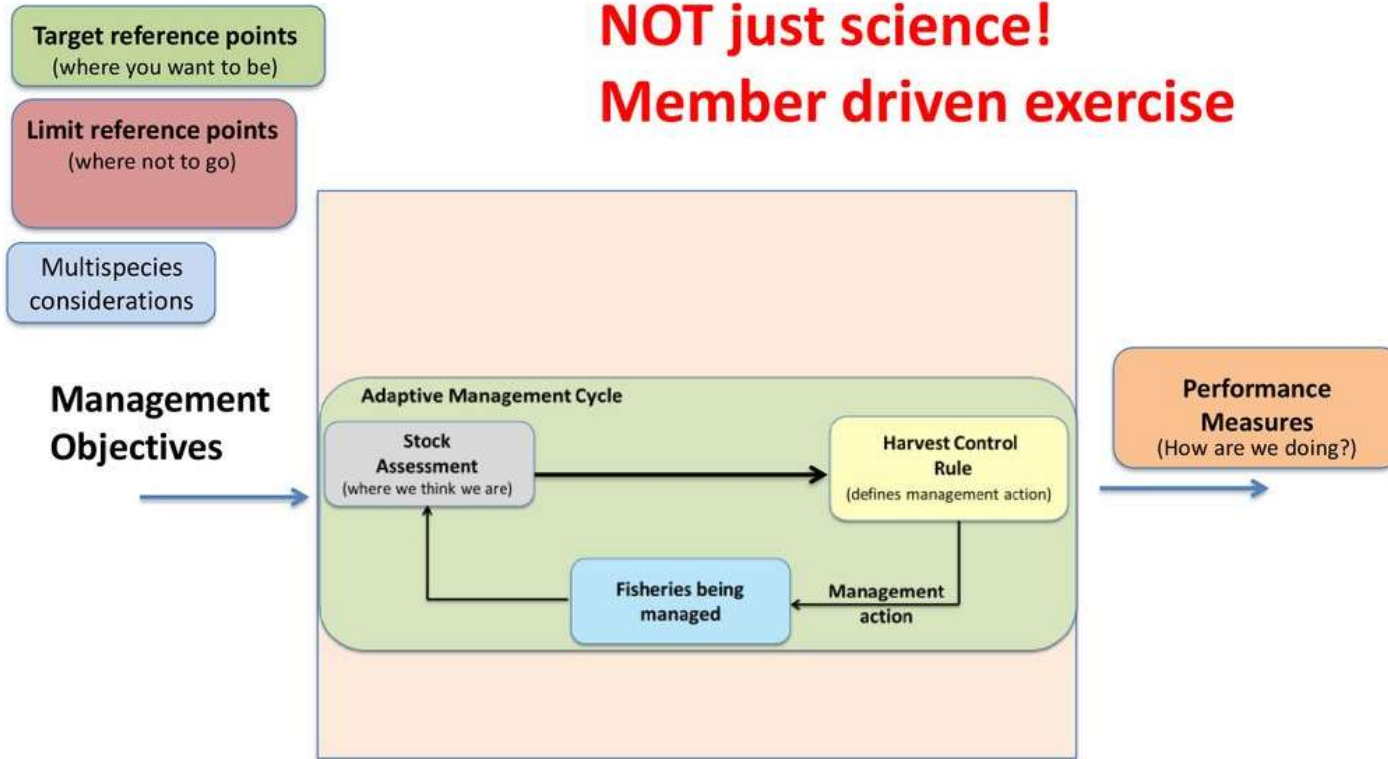 Target reference points
(where you want to be)
NOT just science!
Member driven exercise
Limit reference points
(where not to go)
Multispecies
considerations
Management
Objectives
Adaptive Management Cycle
Stock
Assessment
(where we think we are)
Harvest Control
Rule
(defines management action)
Fisheries being
managed
Management
action
Performance
Measures
(How are we doing?)